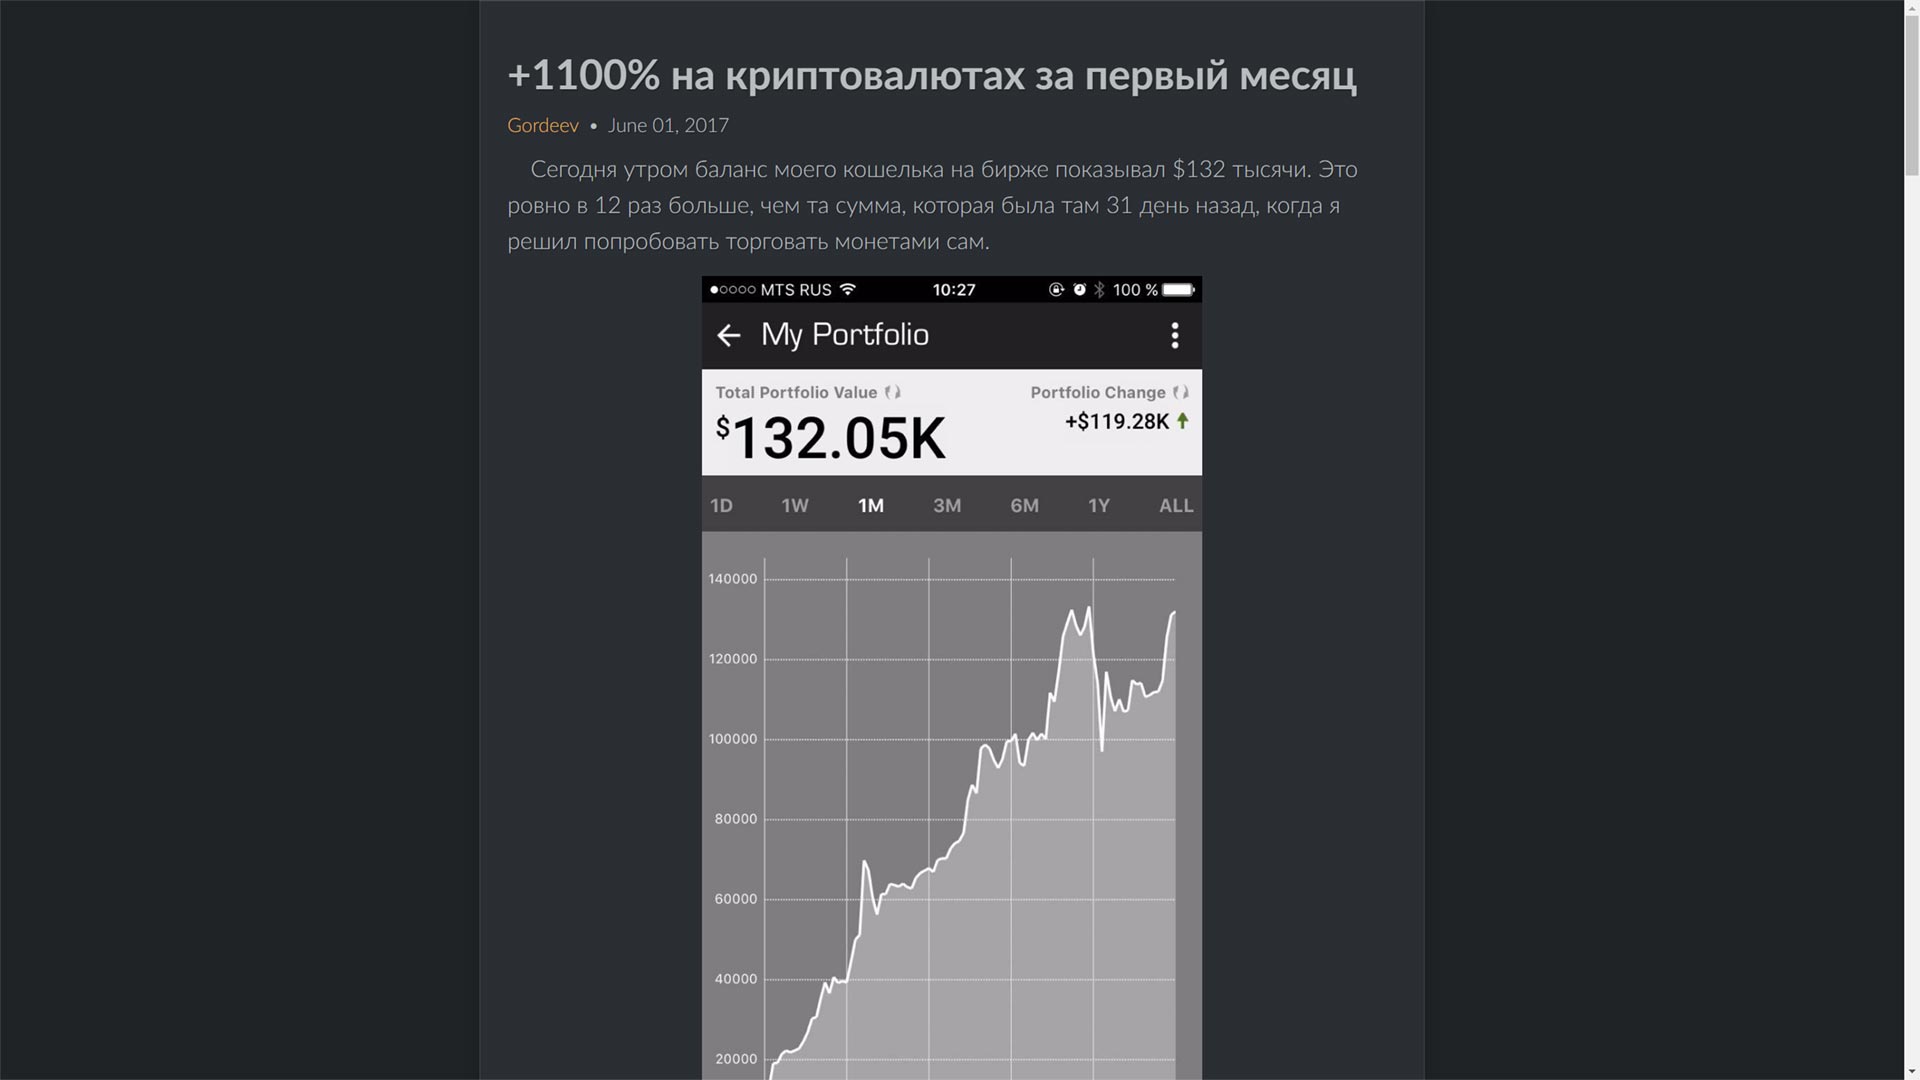 +1100% на криптовалютах за первый месяц
Gordeev • June 01, 2017
Сегодня утром баланс моего кошелька на бирже показывал $132 тысячи. Это
ровно в 12 раз больше, чем та сумма, которая была там 31 день назад, когда я
решил попробовать торговать монетами сам.
MTS RUS 10:27 100 %
My Portfolio
Total Portfolio Value Portfolio Change
$132.05K +$119.28K
1D 1W 1M 3M 6M 1Y ALL
140000
120000
100000
80000
60000
40000
20000